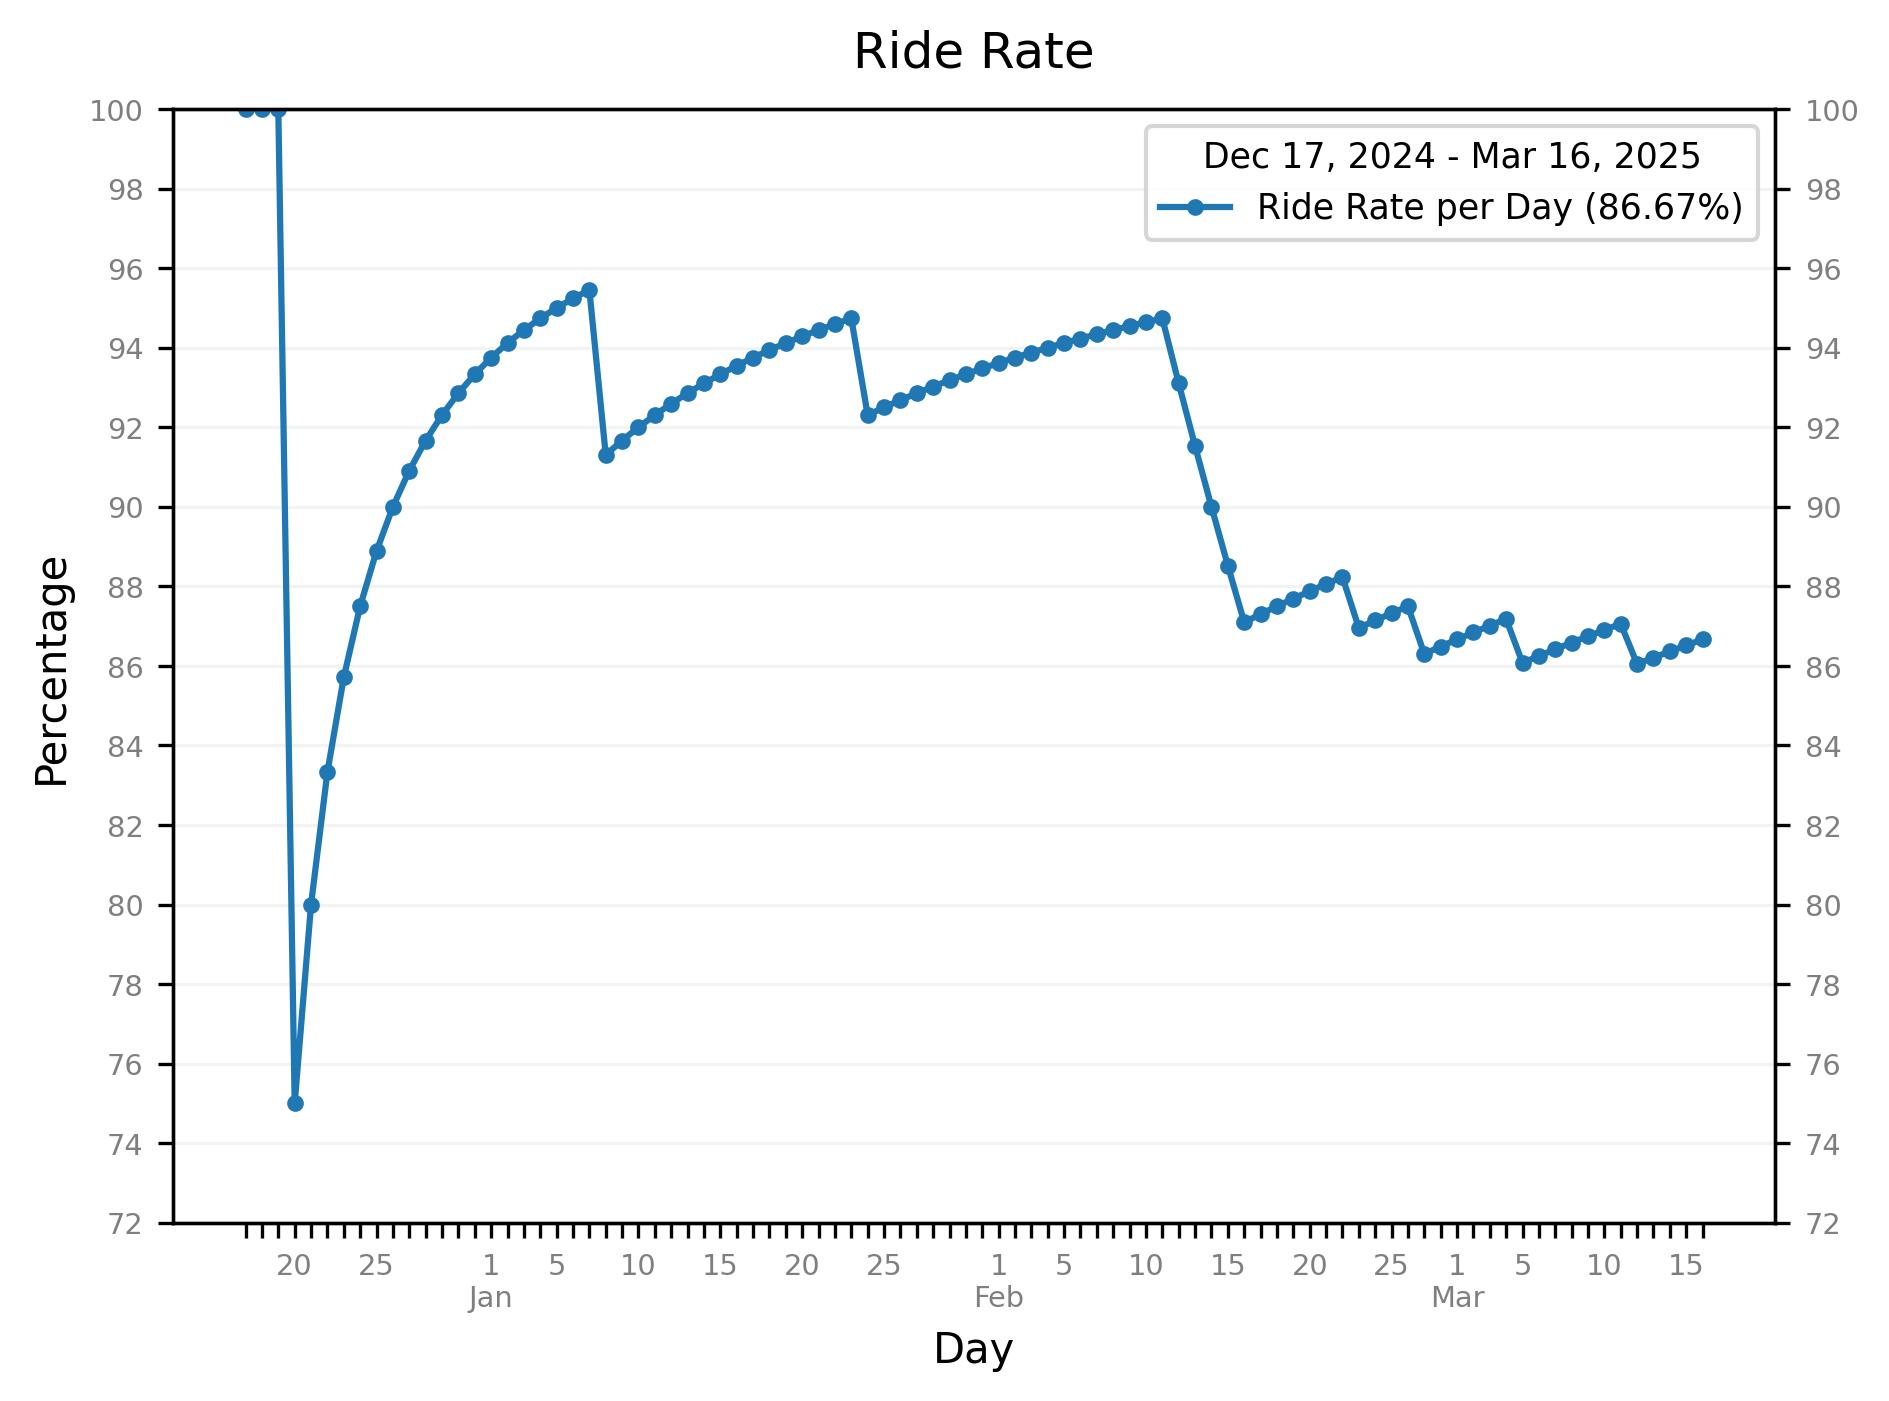 Ride Rate
Dec 17, 2024 - Mar 16, 2025
Ride Rate per Day (86.67%)
100 100
98 98
96 96
94 94
92 92
90 90
88 88
86 86
84 84
82 82
80 80
78 78
76 76
74 74
72 72
Percentage
20 25 1 5 10 15 20 25 1 5 10 15 20 25 1 5 10 15
Jan Feb Mar
Day